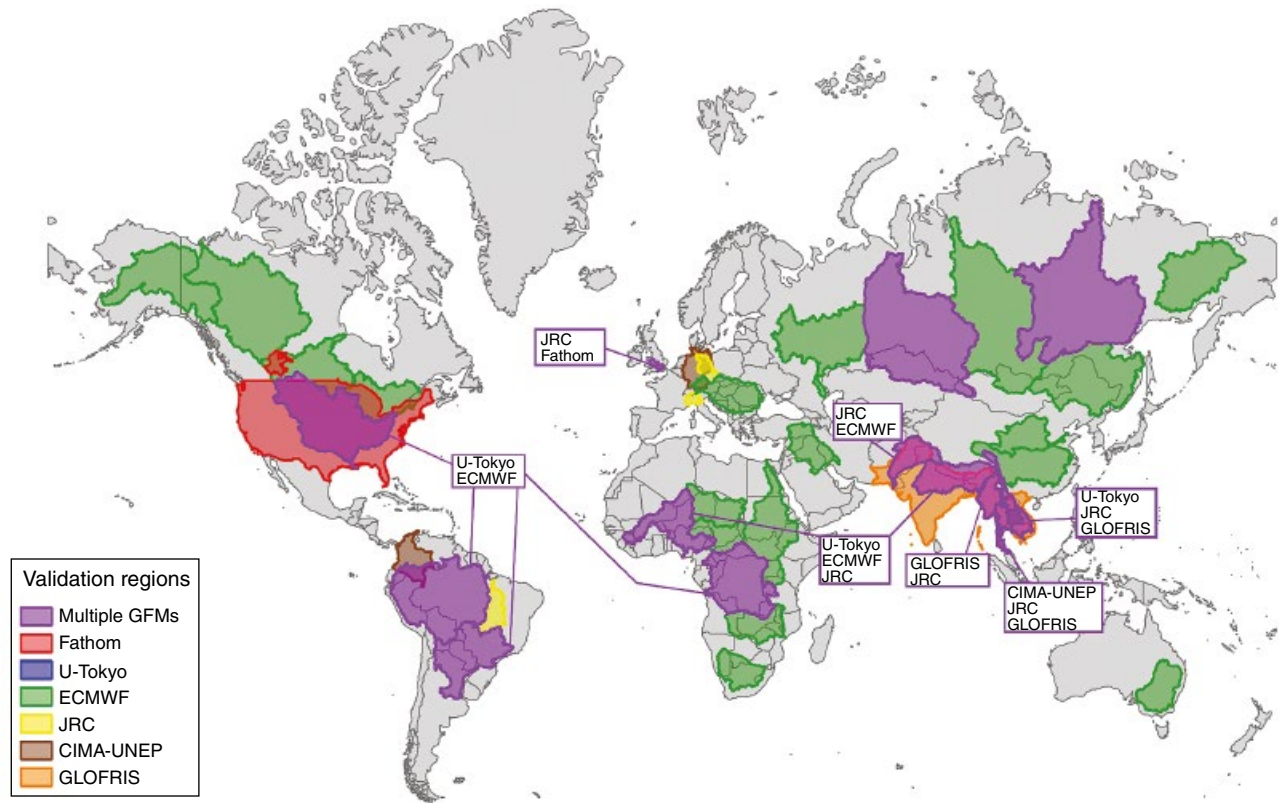 JRC
Fathom
JRC
ECMWF
U-Tokyo
ECMWF
U-Tokyo
JRC
GLOFRIS
U-Tokyo
ECMWF
JRC
GLOFRIS
JRC
CIMA-UNEP
JRC
GLOFRIS
Validation regions
Multiple GFMs
Fathom
U-Tokyo
ECMWF
JRC
CIMA-UNEP
GLOFRIS